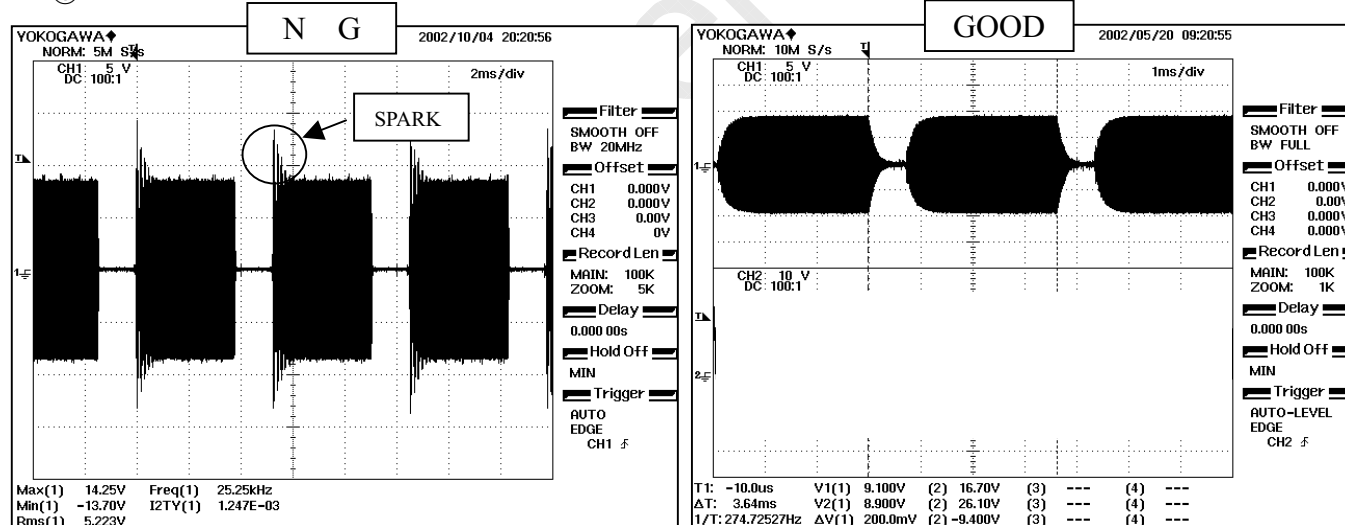 N G
YOKOGAWA◆
2002/10/04 20:20:56
NORM: 5M S/s
CH1 5 V
DC 100:1
2ms/div
SPARK
Filter
SMOOTH OFF
BW 20MHz
Offset
CH1 0.000V
CH2 0.000V
CH3 0.00V
CH4 0V
Record Len
MAIN: 100K
ZOOM: 5K
Delay
0.000 00s
Hold Off
MIN
Trigger
AUTO
EDGE
CH1
T
1
Max(1) 14.25V Freq(1) 25.25kHz
Min(1) -13.70V I2TY(1) 1.247E-03
Rms(1) 5.223V
GOOD
YOKOGAWA◆
2002/05/20 09:20:55
NORM: 10M S/s
T
CH1 5 V
DC 100:1
1ms/div
1
CH2 10 V
DC 100:1
T
2
Filter
SMOOTH OFF
BW FULL
Offset
CH1 0.000V
CH2 0.00V
CH3 0.000V
CH4 0.000V
Record Len
MAIN: 100K
ZOOM: 1K
Delay
0.000 00s
Hold Off
MIN
Trigger
AUTO-LEVEL
EDGE
CH2
T1: -10.0us V1(1) 9.100V (2) 16.70V (3) --- (4) ---
ΔT: 3.64ms V2(1) 8.900V (2) 26.10V (3) --- (4) ---
1/T: 274.72527Hz ΔV(1) 200.0mV (2) -9.400V (3) --- (4) ---